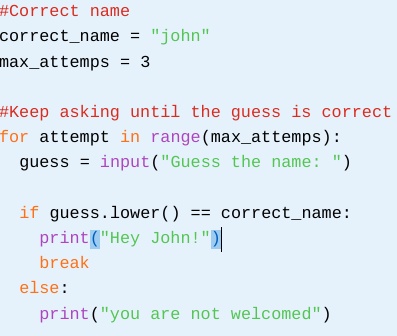 #Correct name
correct_name = "john"
max_attemps = 3
#Keep asking until the guess is correct
for attempt in range(max_attemps):
guess = input("Guess the name: ")
if guess.lower() == correct_name:
print("Hey John!")
break
else:
print("you are not welcomed")